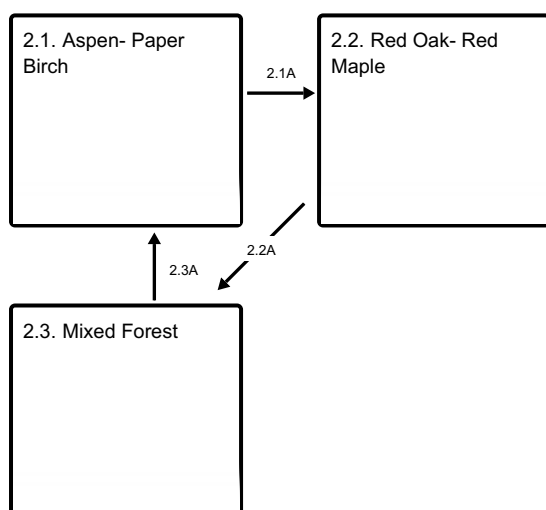 2.1. Aspen- Paper
Birch
2.1A
2.2. Red Oak- Red
Maple
2.2A
2.3A
2.3. Mixed Forest